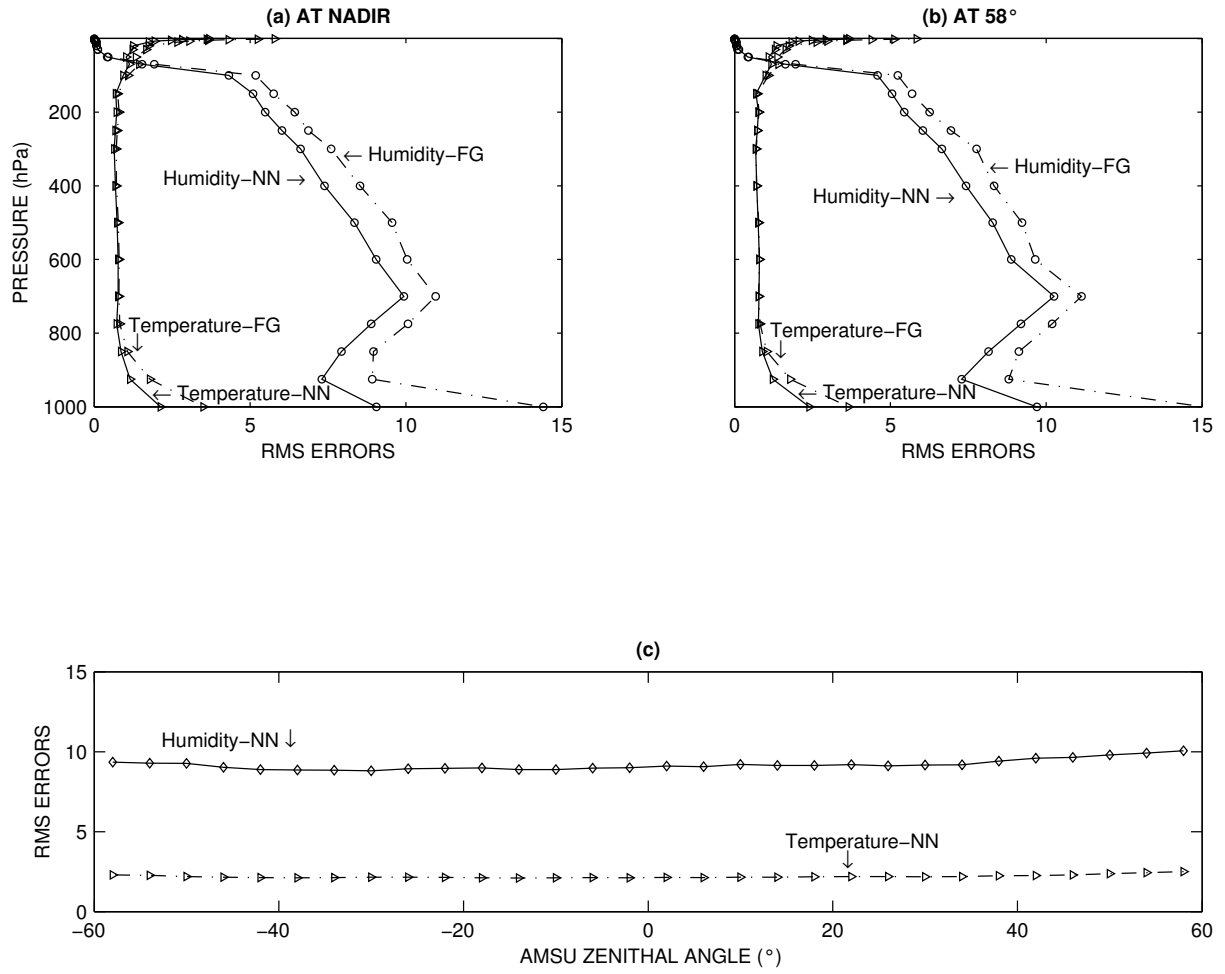 (a) AT NADIR
(b) AT 58°
200
400
600
800
1000
PRESSURE (hPa)
Humidity−FG
Humidity−NN →
←
Temperature−FG
↓
← Temperature−NN
0
5
10
15
RMS ERRORS
Humidity−FG
←
Humidity−NN →
Temperature−FG
↓
← Temperature−NN
0
5
10
15
RMS ERRORS
(c)
15
10
5
0
RMS ERRORS
Humidity−NN ↓
Temperature−NN
↓
−60
−40
−20
0
20
40
60
AMSU ZENITHAL ANGLE (°)